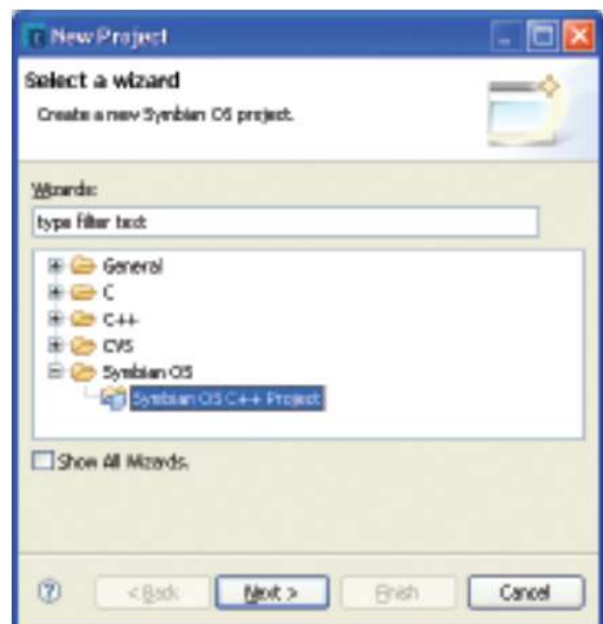 New Project
Select a wizard
Create a new Symbian OS project.
Wizards:
type filter text
General
C
C++
CVS
Symbian OS
Symbian OS C++ Project
Show All Wizards.
? < Back Next > Finish Cancel